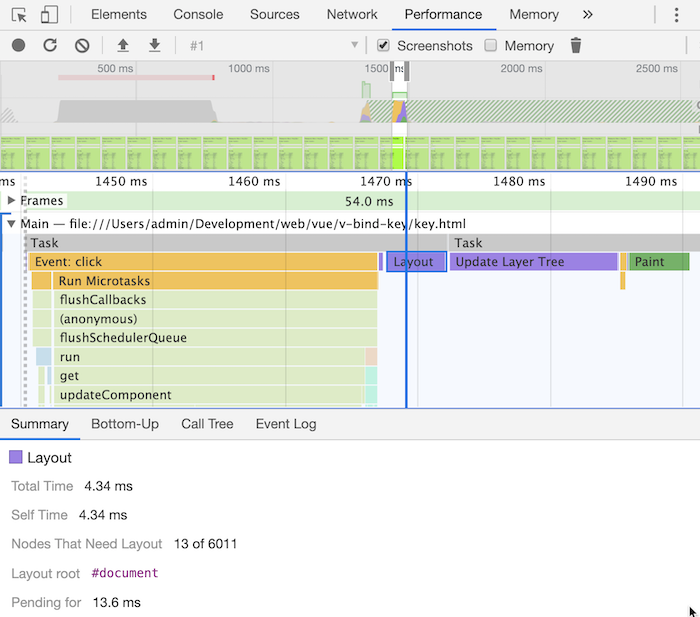 Elements Console Sources Network Performance Memory »
#1 Screenshots Memory
500 ms 1000 ms 1500 ms 2000 ms 2500 ms
ms 1450 ms 1460 ms 1470 ms 1480 ms 1490 ms
Frames 54.0 ms
Main — file:///Users/admin/Development/web/vue/v-bind-key/key.html
Task Task
Event: click Layout Update Layer Tree Paint
Run Microtasks
flushCallbacks
(anonymous)
flushSchedulerQueue
run
get
updateComponent
Summary Bottom-Up Call Tree Event Log
Layout
Total Time 4.34 ms
Self Time 4.34 ms
Nodes That Need Layout 13 of 6011
Layout root #document
Pending for 13.6 ms